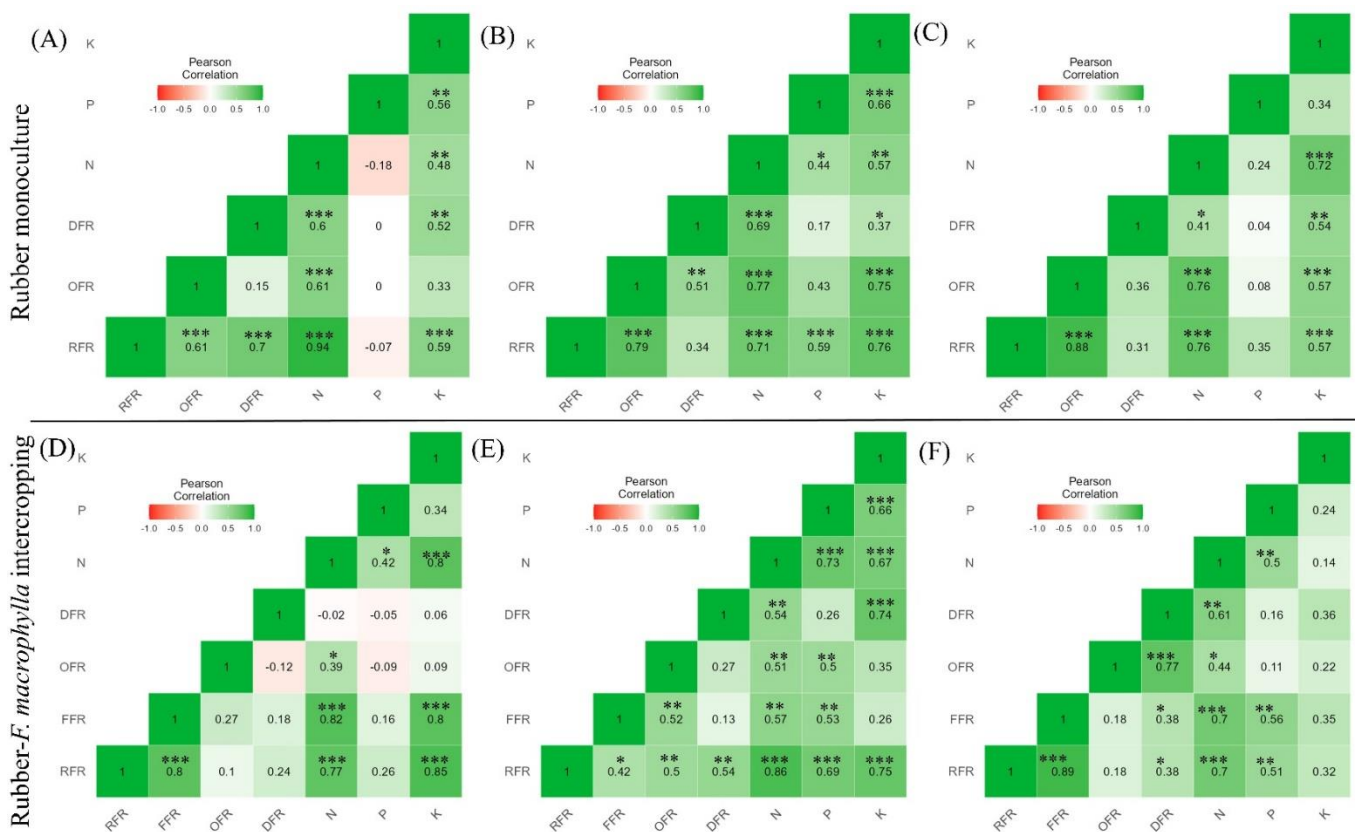 Rubber monoculture
(A)
Pearson
Correlation
-1.0 -0.5 0.0 0.5 1.0
K 1
P 1 ** 0.56
N 1 -0.18 ** 0.48
DFR 1 *** 0.6 0 ** 0.52
OFR 1 0.15 *** 0.61 0 0.33
RFR 1 *** 0.61 *** 0.7 *** 0.94 -0.07 *** 0.59
RFR OFR DFR N P K
(B)
Pearson
Correlation
-1.0 -0.5 0.0 0.5 1.0
K 1
P 1 *** 0.66
N 1 * 0.44 ** 0.57
DFR 1 *** 0.69 0.17 * 0.37
OFR 1 ** 0.51 *** 0.77 0.43 *** 0.75
RFR 1 *** 0.79 0.34 *** 0.71 *** 0.59 *** 0.76
RFR OFR DFR N P K
(C)
Pearson
Correlation
-1.0 -0.5 0.0 0.5 1.0
K 1
P 1 0.34
N 1 0.24 *** 0.72
DFR 1 * 0.41 0.04 ** 0.54
OFR 1 0.36 *** 0.76 0.08 *** 0.57
RFR 1 *** 0.88 0.31 *** 0.76 0.35 *** 0.57
RFR OFR DFR N P K
Rubber-F. macrophylla intercropping
(D)
Pearson
Correlation
-1.0 -0.5 0.0 0.5 1.0
K 1
P 1 0.34
N 1 * 0.42 *** 0.8
DFR 1 -0.02 -0.05 0.06
OFR 1 -0.12 * 0.39 -0.09 0.09
FFR 1 0.27 0.18 *** 0.82 0.16 *** 0.8
RFR 1 *** 0.8 0.1 0.24 *** 0.77 0.26 *** 0.85
RFR FFR OFR DFR N P K
(E)
Pearson
Correlation
-1.0 -0.5 0.0 0.5 1.0
K 1
P 1 *** 0.66
N 1 *** 0.73 *** 0.67
DFR 1 ** 0.54 0.26 *** 0.74
OFR 1 0.27 ** 0.51 ** 0.5 0.35
FFR 1 ** 0.52 0.13 ** 0.57 ** 0.53 0.26
RFR 1 * 0.42 ** 0.5 ** 0.54 *** 0.86 *** 0.69 *** 0.75
RFR FFR OFR DFR N P K
(F)
Pearson
Correlation
-1.0 -0.5 0.0 0.5 1.0
K 1
P 1 0.24
N 1 ** 0.5 0.14
DFR 1 ** 0.61 0.16 0.36
OFR 1 *** 0.77 * 0.44 0.11 0.22
FFR 1 0.18 * 0.38 *** 0.7 ** 0.56 0.35
RFR 1 *** 0.89 0.18 * 0.38 *** 0.7 ** 0.51 0.32
RFR FFR OFR DFR N P K